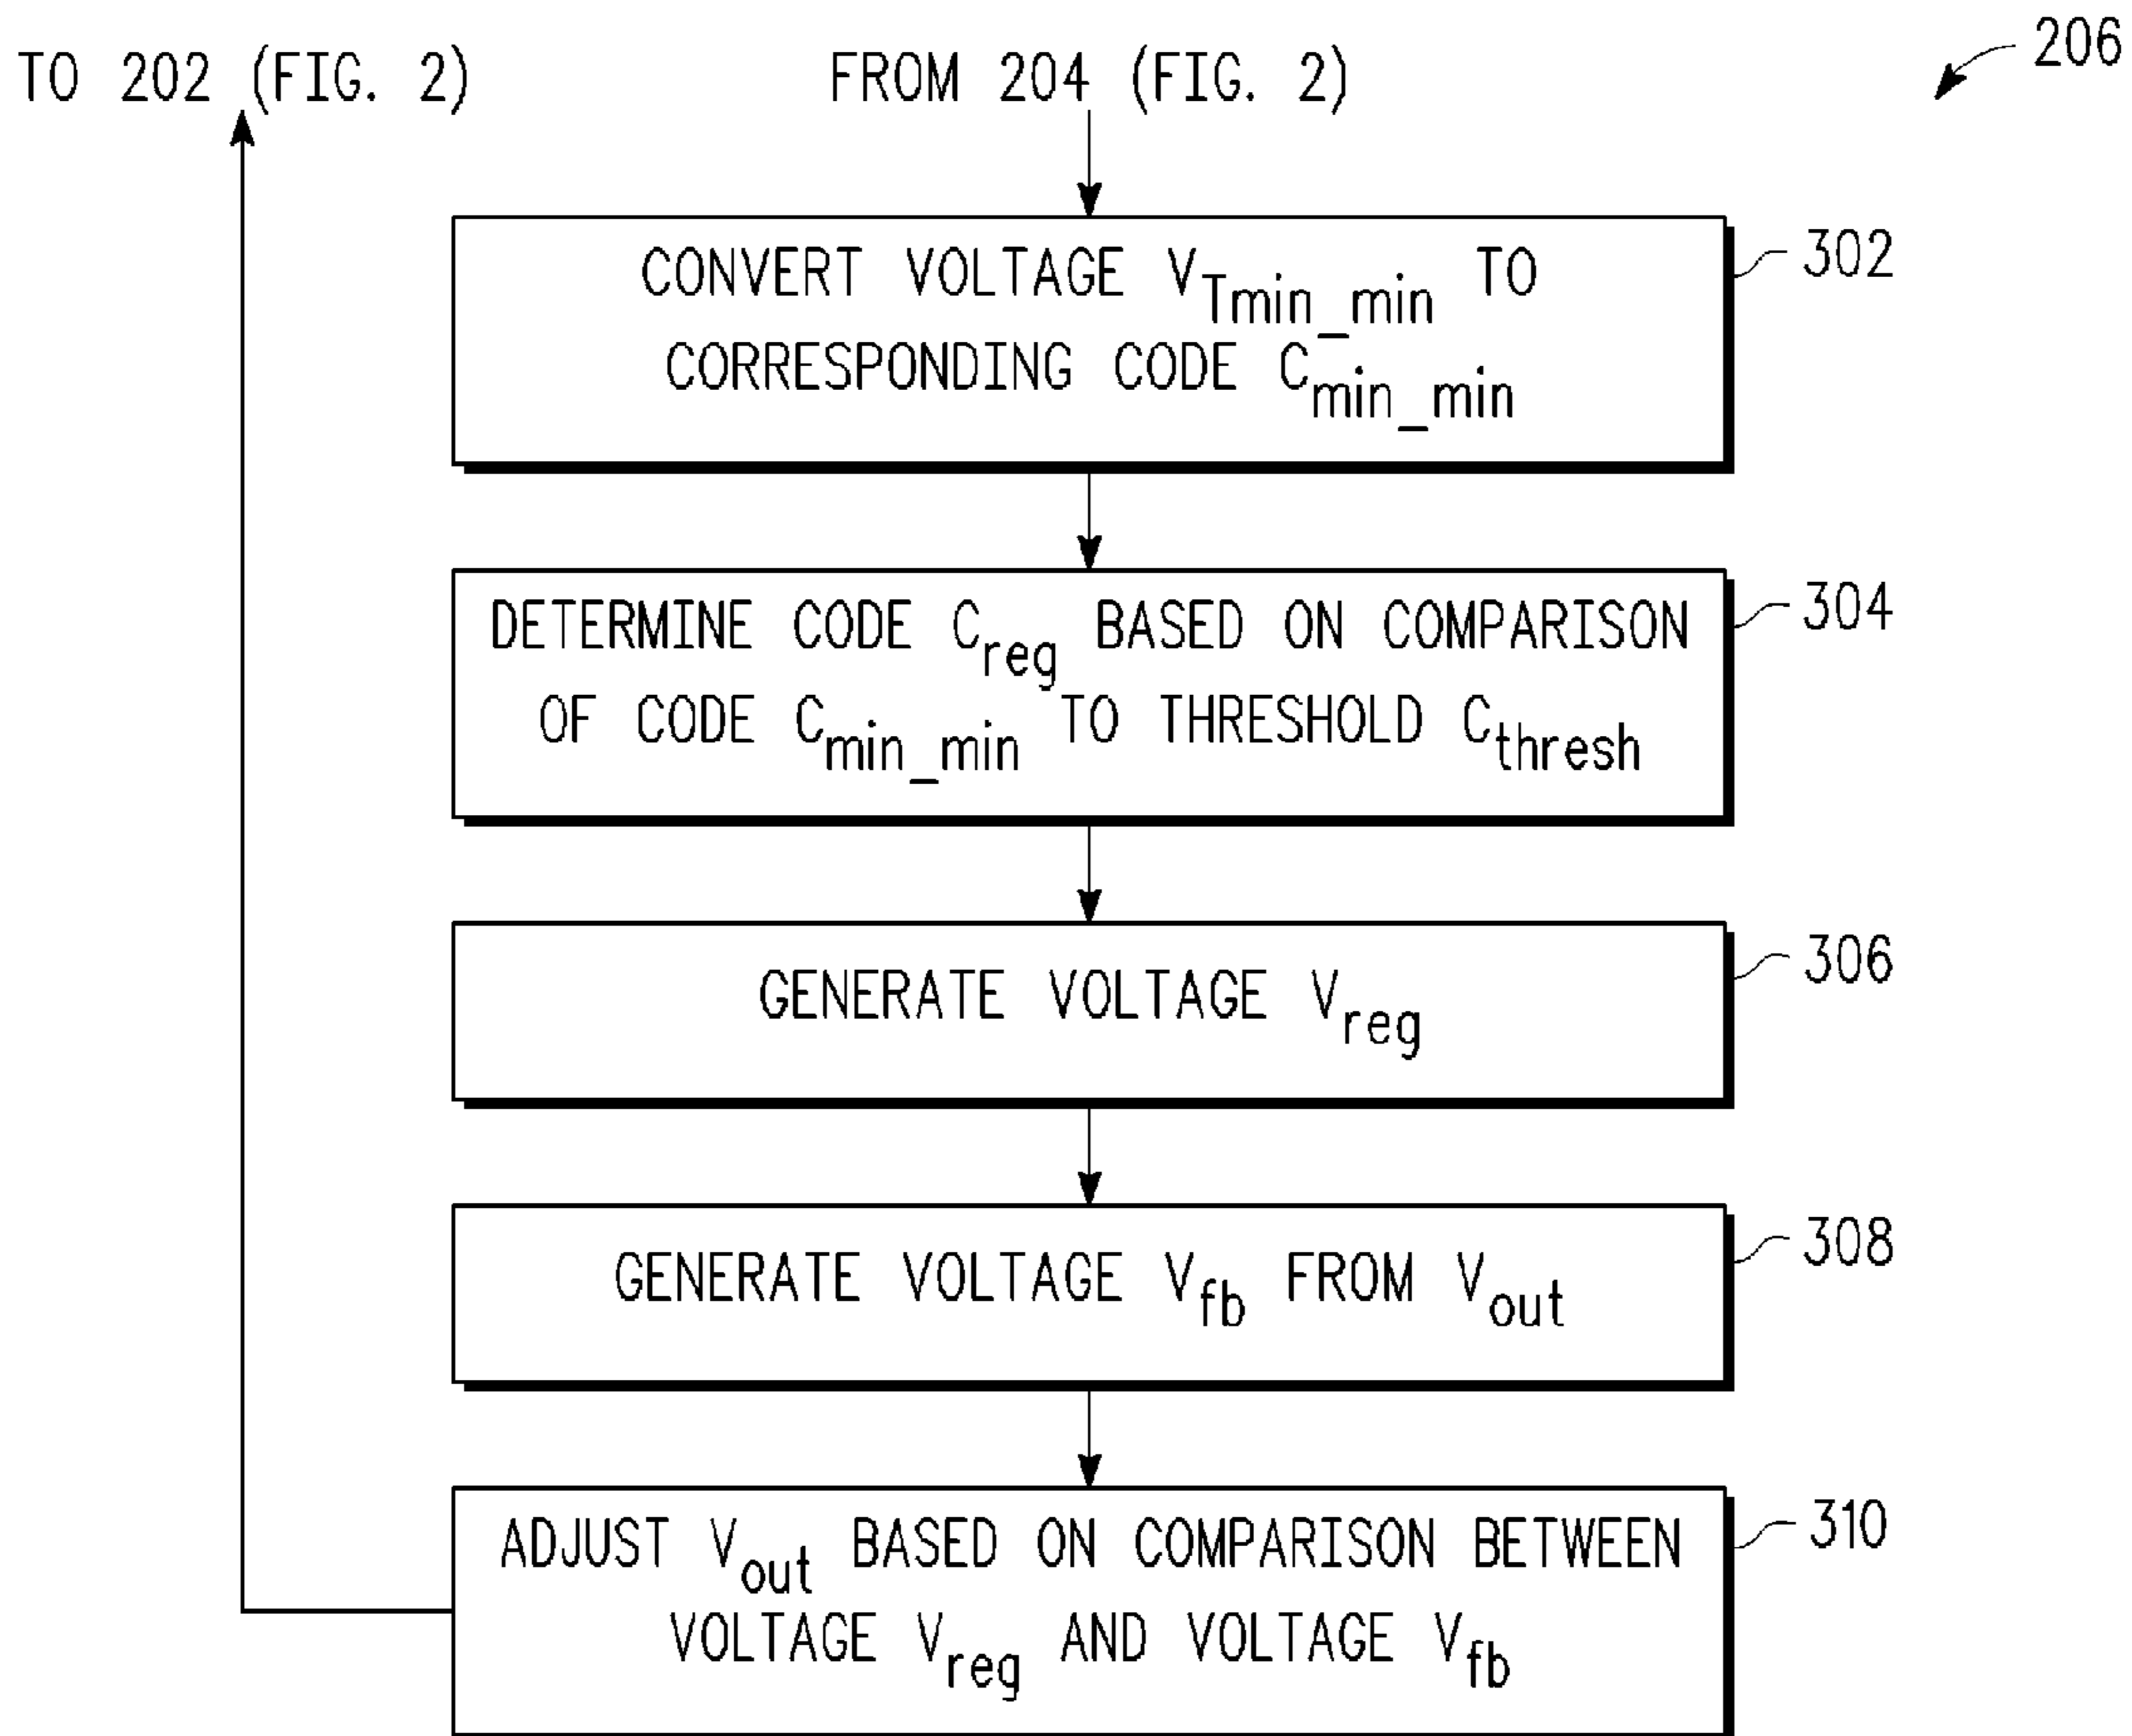 TO 202 (FIG. 2)
FROM 204 (FIG. 2)
206
CONVERT VOLTAGE VTmin_min TO
CORRESPONDING CODE Cmin_min
302
DETERMINE CODE Creg BASED ON COMPARISON
OF CODE Cmin_min TO THRESHOLD Cthresh
304
GENERATE VOLTAGE Vreg
306
GENERATE VOLTAGE Vfb FROM Vout
308
ADJUST Vout BASED ON COMPARISON BETWEEN
VOLTAGE Vreg AND VOLTAGE Vfb
310